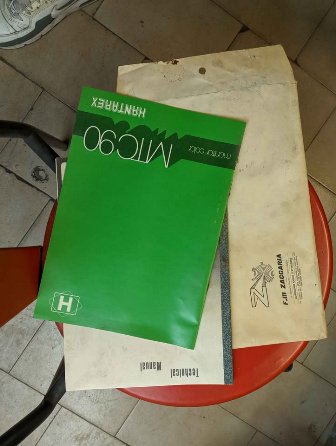 HANTAREX
MTC90
monitor color
H
Technical
Manual
F.lli ZACCARIA